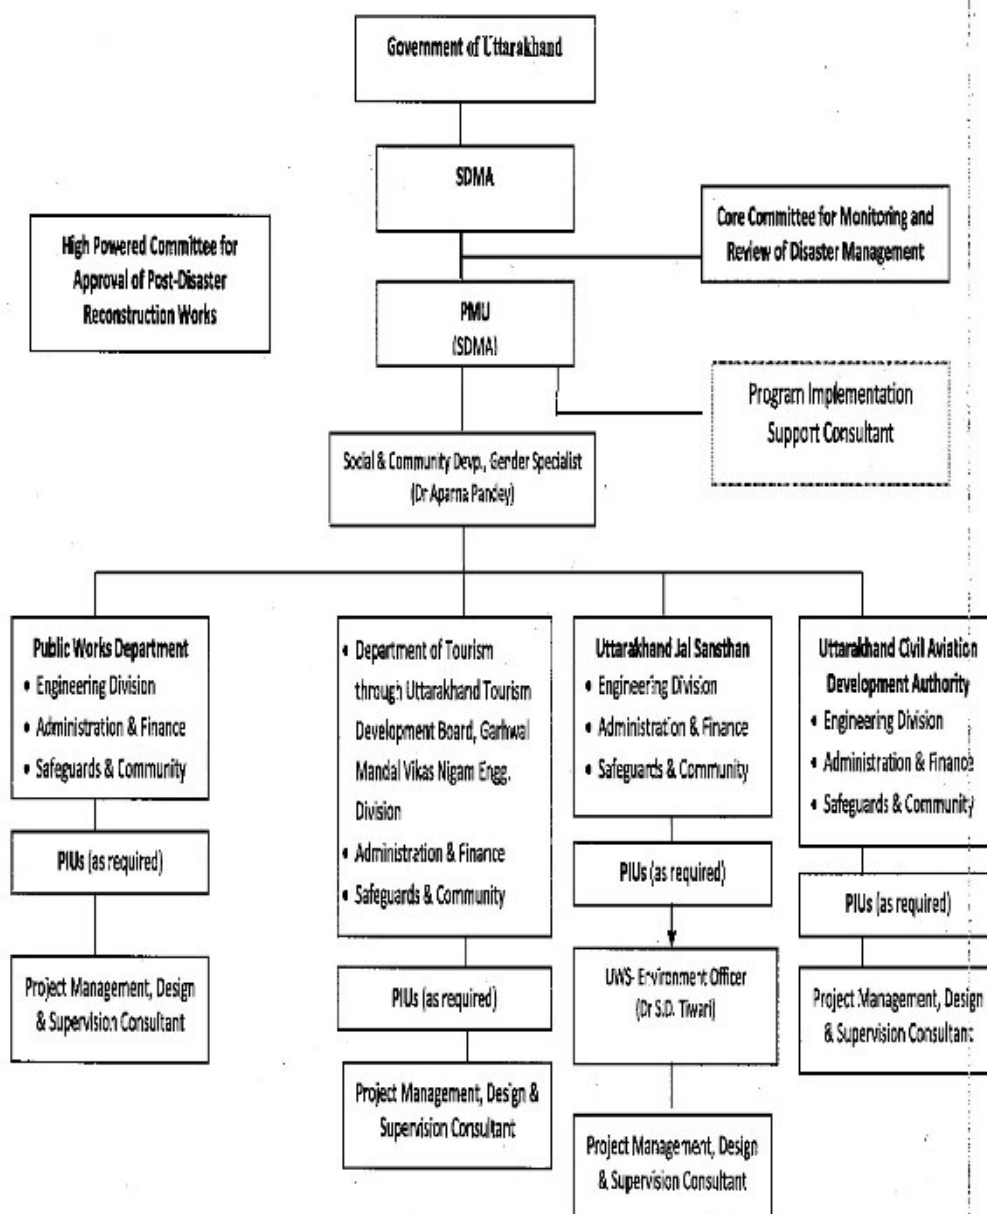 Government of Uttarakhand
SDMA
High Powered Committee for
Approval of Post-Disaster
Reconstruction Works
Core Committee for Monitoring and
Review of Disaster Management
PMU
(SDMA)
Program Implementation
Support Consultant
Social & Community Devp., Gender Specialist
(Dr Aparna Pandey)
Public Works Department
• Engineering Division
• Administration & Finance
• Safeguards & Community
PIUs (as required)
Project Management, Design
& Supervision Consultant
• Department of Tourism
through Uttarakhand Tourism
Development Board, Garhwal
Mandal Vikas Nigam Engg.
Division
• Administration & Finance
• Safeguards & Community
PIUs (as required)
Project Management, Design &
Supervision Consultant
Uttarakhand Jal Sansthan
• Engineering Division
• Administration & Finance
• Safeguards & Community
PIUs (as required)
UWS- Environment Officer
(Dr S.D. Tiwari)
Project Management, Design
& Supervision Consultant
Uttarakhand Civil Aviation
Development Authority
• Engineering Division
• Administration & Finance
• Safeguards & Community
PIUs (as required)
Project Management, Design
& Supervision Consultant